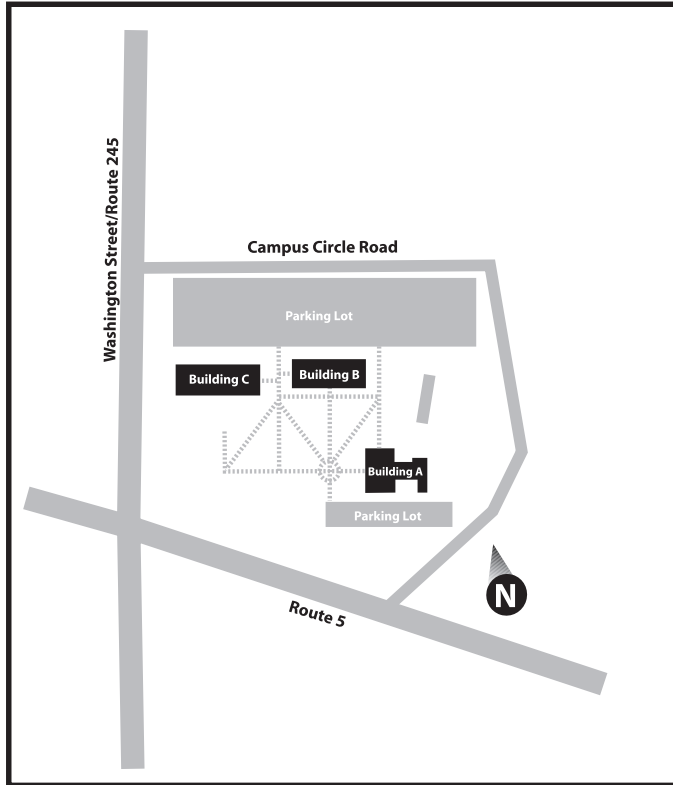 Washington Street/Route 245
Campus Circle Road
Parking Lot
Building C
Building B
Building A
Parking Lot
Route 5
N